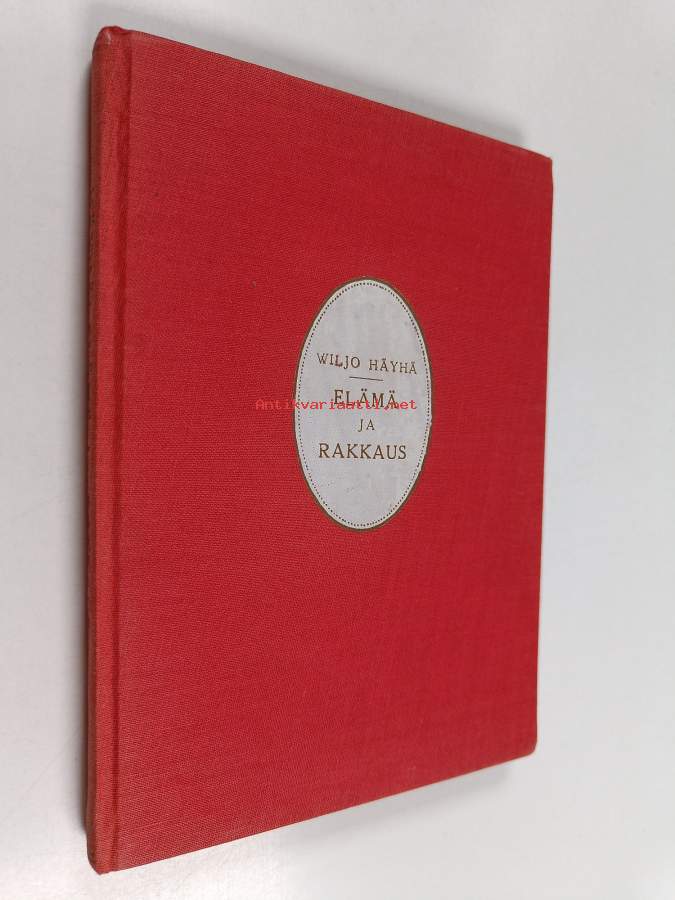 WILJO HÄYHÄ
ELÄMÄ
Antikvariaatti.net
JA
RAKKAUS